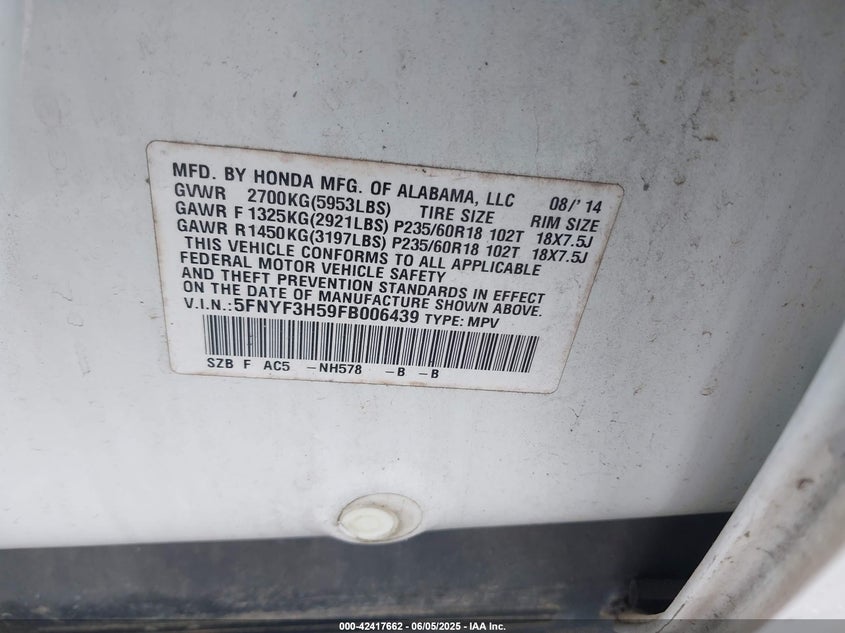 MFD. BY HONDA MFG. OF ALABAMA, LLC 08/'14
GVWR 2700KG(5953LBS) TIRE SIZE RIM SIZE
GAWR F 1325KG(2921LBS) P235/60R18 102T 18X7.5J
GAWR R1450KG(3197LBS) P235/60R18 102T 18X7.5J
THIS VEHICLE CONFORMS TO ALL APPLICABLE
FEDERAL MOTOR VEHICLE SAFETY
AND THEFT PREVENTION STANDARDS IN EFFECT
ON THE DATE OF MANUFACTURE SHOWN ABOVE.
V.I.N.:5FNYF3H59FB006439 TYPE: MPV
SZB F AC5 -NH578 -B -B
000-42417662 - 06/05/2025 - IAA Inc.